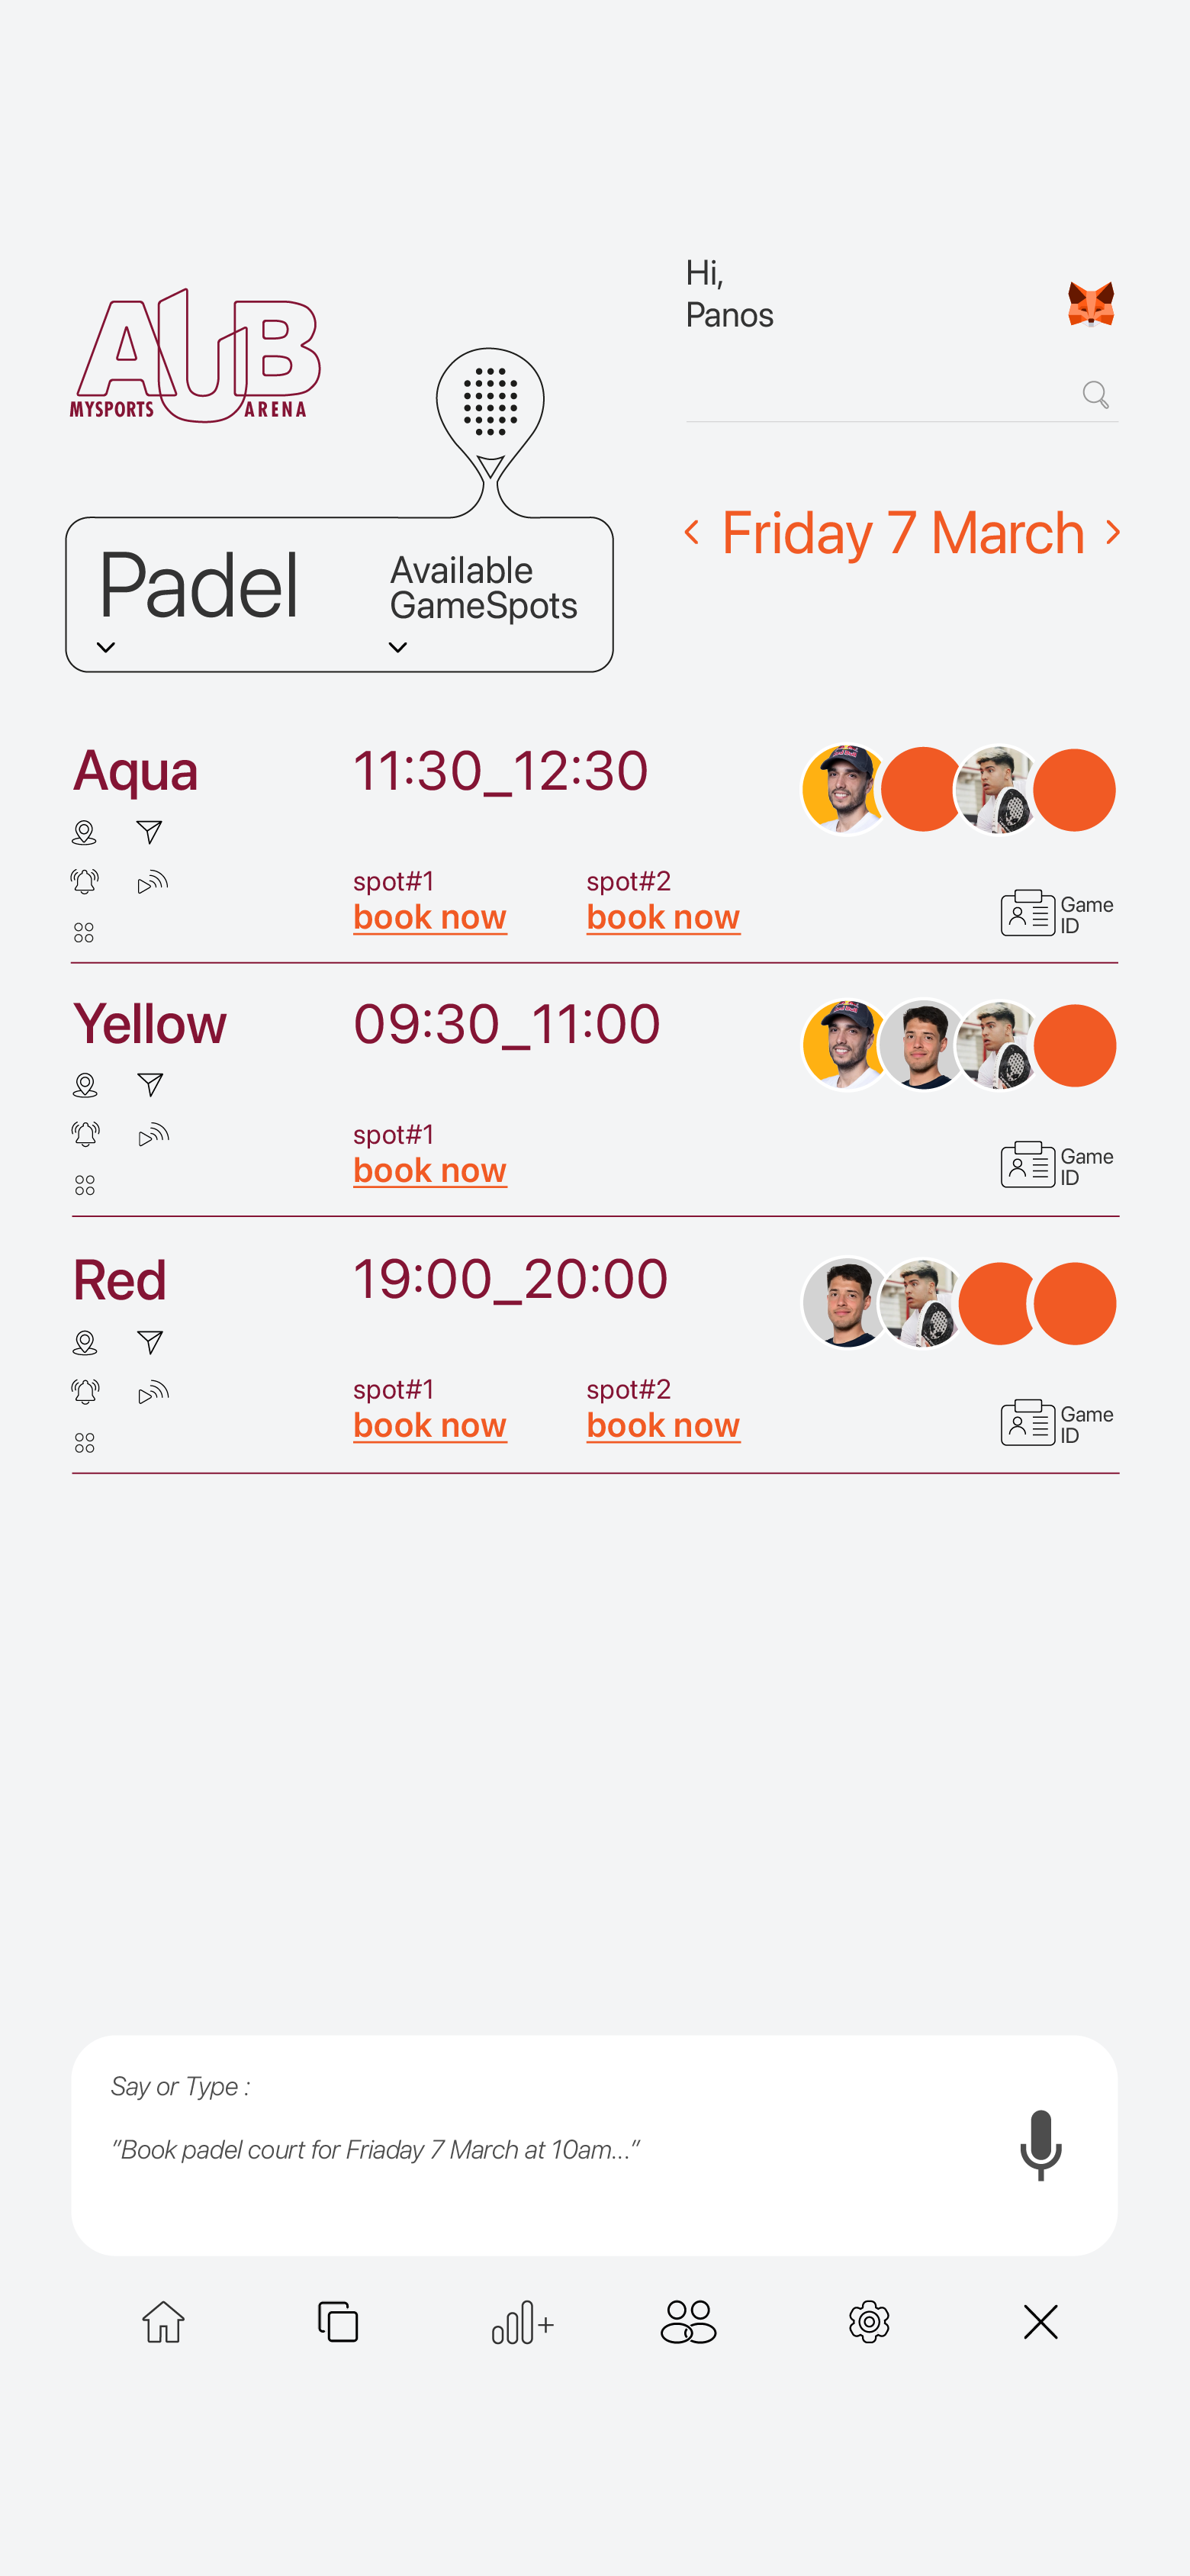 AUB
MYSPORTS ARENA
Hi,
Panos
Padel
Available
GameSpots
Friday 7 March
Aqua
11:30_12:30
spot#1
spot#2
book now
book now
Game
ID
Yellow
09:30_11:00
spot#1
book now
Game
ID
Red
19:00_20:00
spot#1
spot#2
book now
book now
Game
ID
Say or Type :
"Book padel court for Friaday 7 March at 10am..."